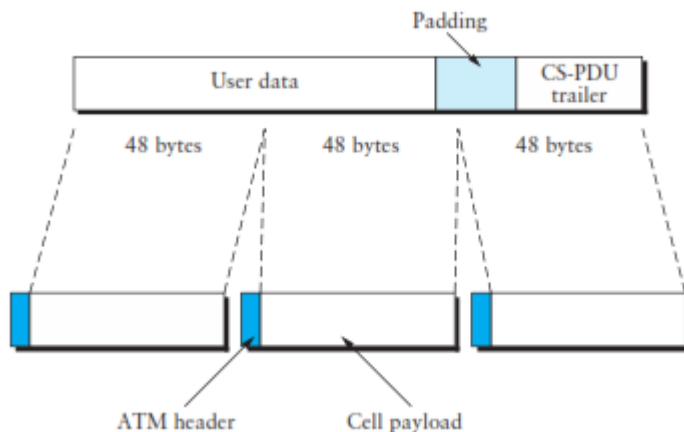 Padding
User data
CS-PDU
trailer
48 bytes
48 bytes
48 bytes
ATM header
Cell payload